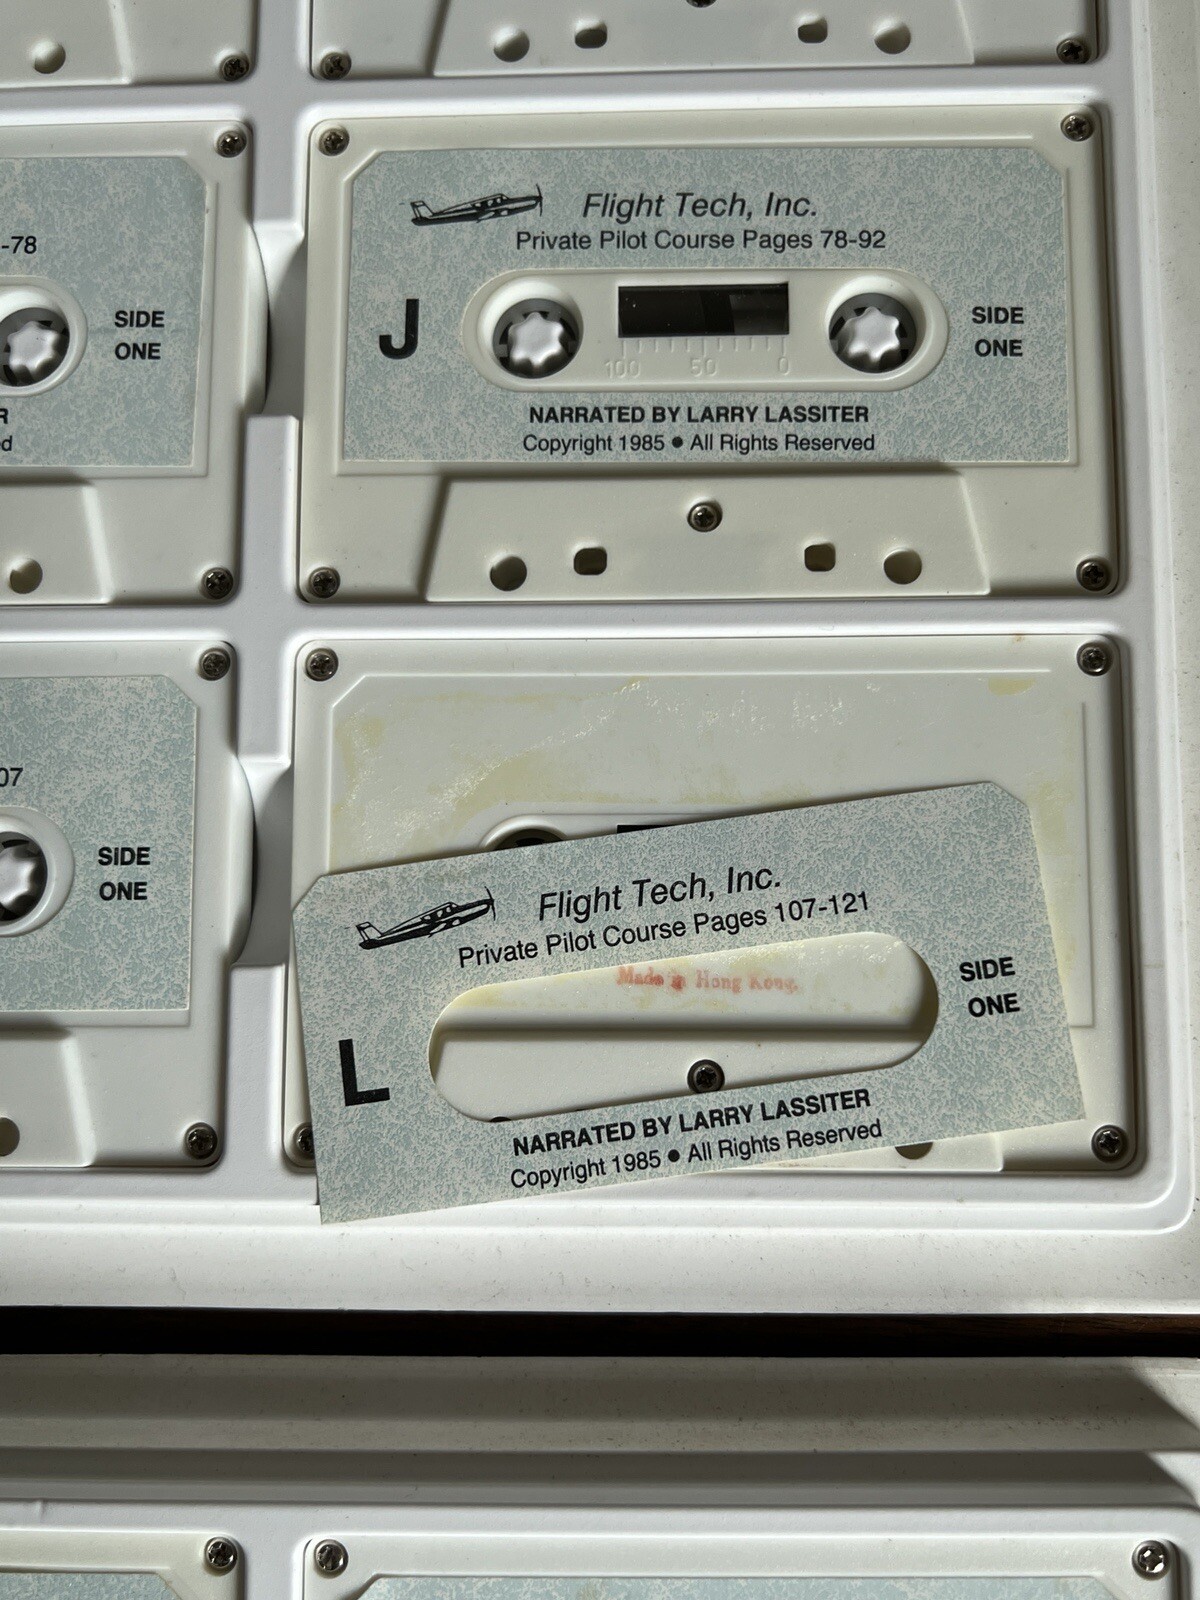 -78
SIDE
ONE
R
d
Flight Tech, Inc.
Private Pilot Course Pages 78-92
J
SIDE
ONE
100 50 0
NARRATED BY LARRY LASSITER
Copyright 1985 ● All Rights Reserved
07
SIDE
ONE
Flight Tech, Inc.
Private Pilot Course Pages 107-121
Made in Hong Kong.
L
SIDE
ONE
NARRATED BY LARRY LASSITER
Copyright 1985 ● All Rights Reserved